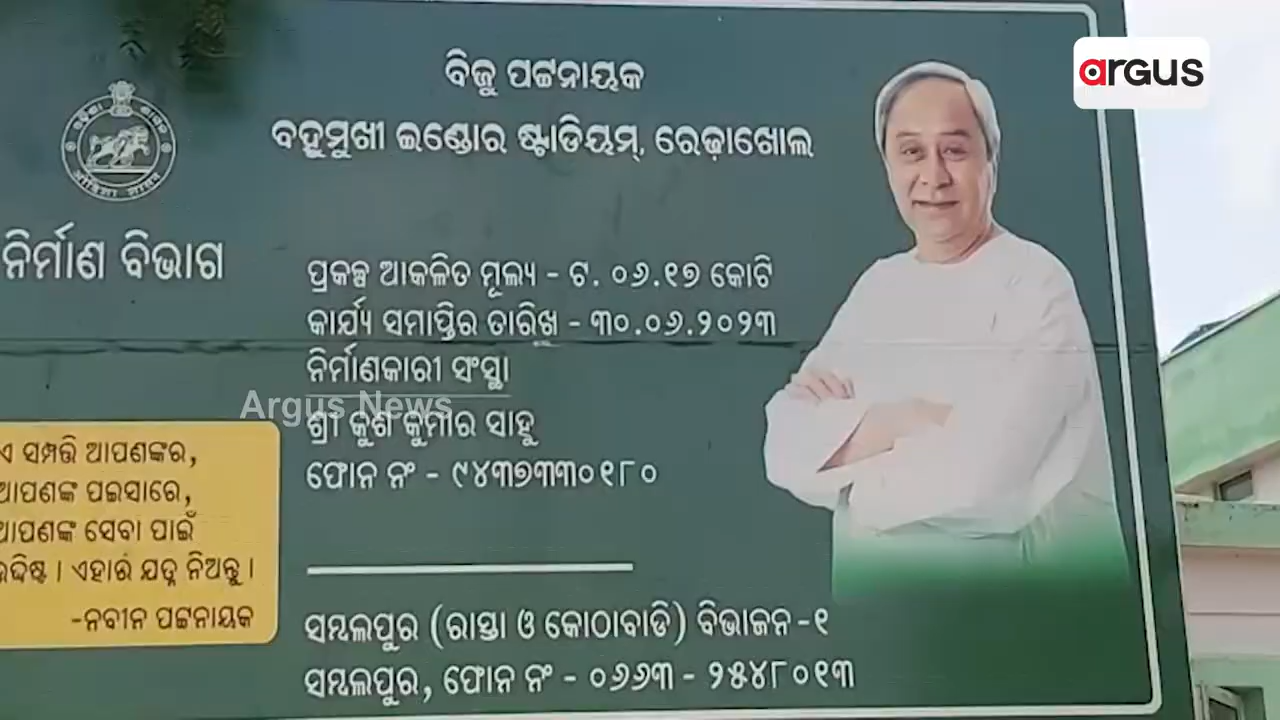 argus
ବିଜୁ ପଟ୍ଟନାୟକ
ବହୁମୁଖୀ ଇଣ୍ଡୋର ଷ୍ଟାଡିୟମ୍, ରେଢ଼ାଖୋଲ
ନିର୍ମାଣ ବିଭାଗ
ପ୍ରକଳ୍ପ ଆକଳିତ ମୂଲ୍ୟ - ଟ. ୦୬.୧୭ କୋଟି
କାର୍ଯ୍ୟ ସମାପ୍ତିର ତାରିଖ - ୩୦.୦୬.୨୦୨୩
ନିର୍ମାଣକାରୀ ସଂସ୍ଥା
Argus News
ଶ୍ରୀ କୁଶ କୁମାର ସାହୁ
ଫୋନ ନଂ - ୯୪୩୭୩୩୦୧୮୦
ଏ ସମ୍ପତ୍ତି ଆପଣଙ୍କର,
ଆପଣଙ୍କ ପଇସାରେ,
ଆପଣଙ୍କ ସେବା ପାଇଁ
ଉଦ୍ଦିଷ୍ଟ । ଏହାର ଯତ୍ନ ନିଅନ୍ତୁ ।
-ନବୀନ ପଟ୍ଟନାୟକ
ସମ୍ବଲପୁର (ରାସ୍ତା ଓ କୋଠାବାଡି) ବିଭାଜନ -୧
ସମ୍ବଲପୁର, ଫୋନ ନଂ - ୦୬୬୩ - ୨୫୪୮୦୧୩